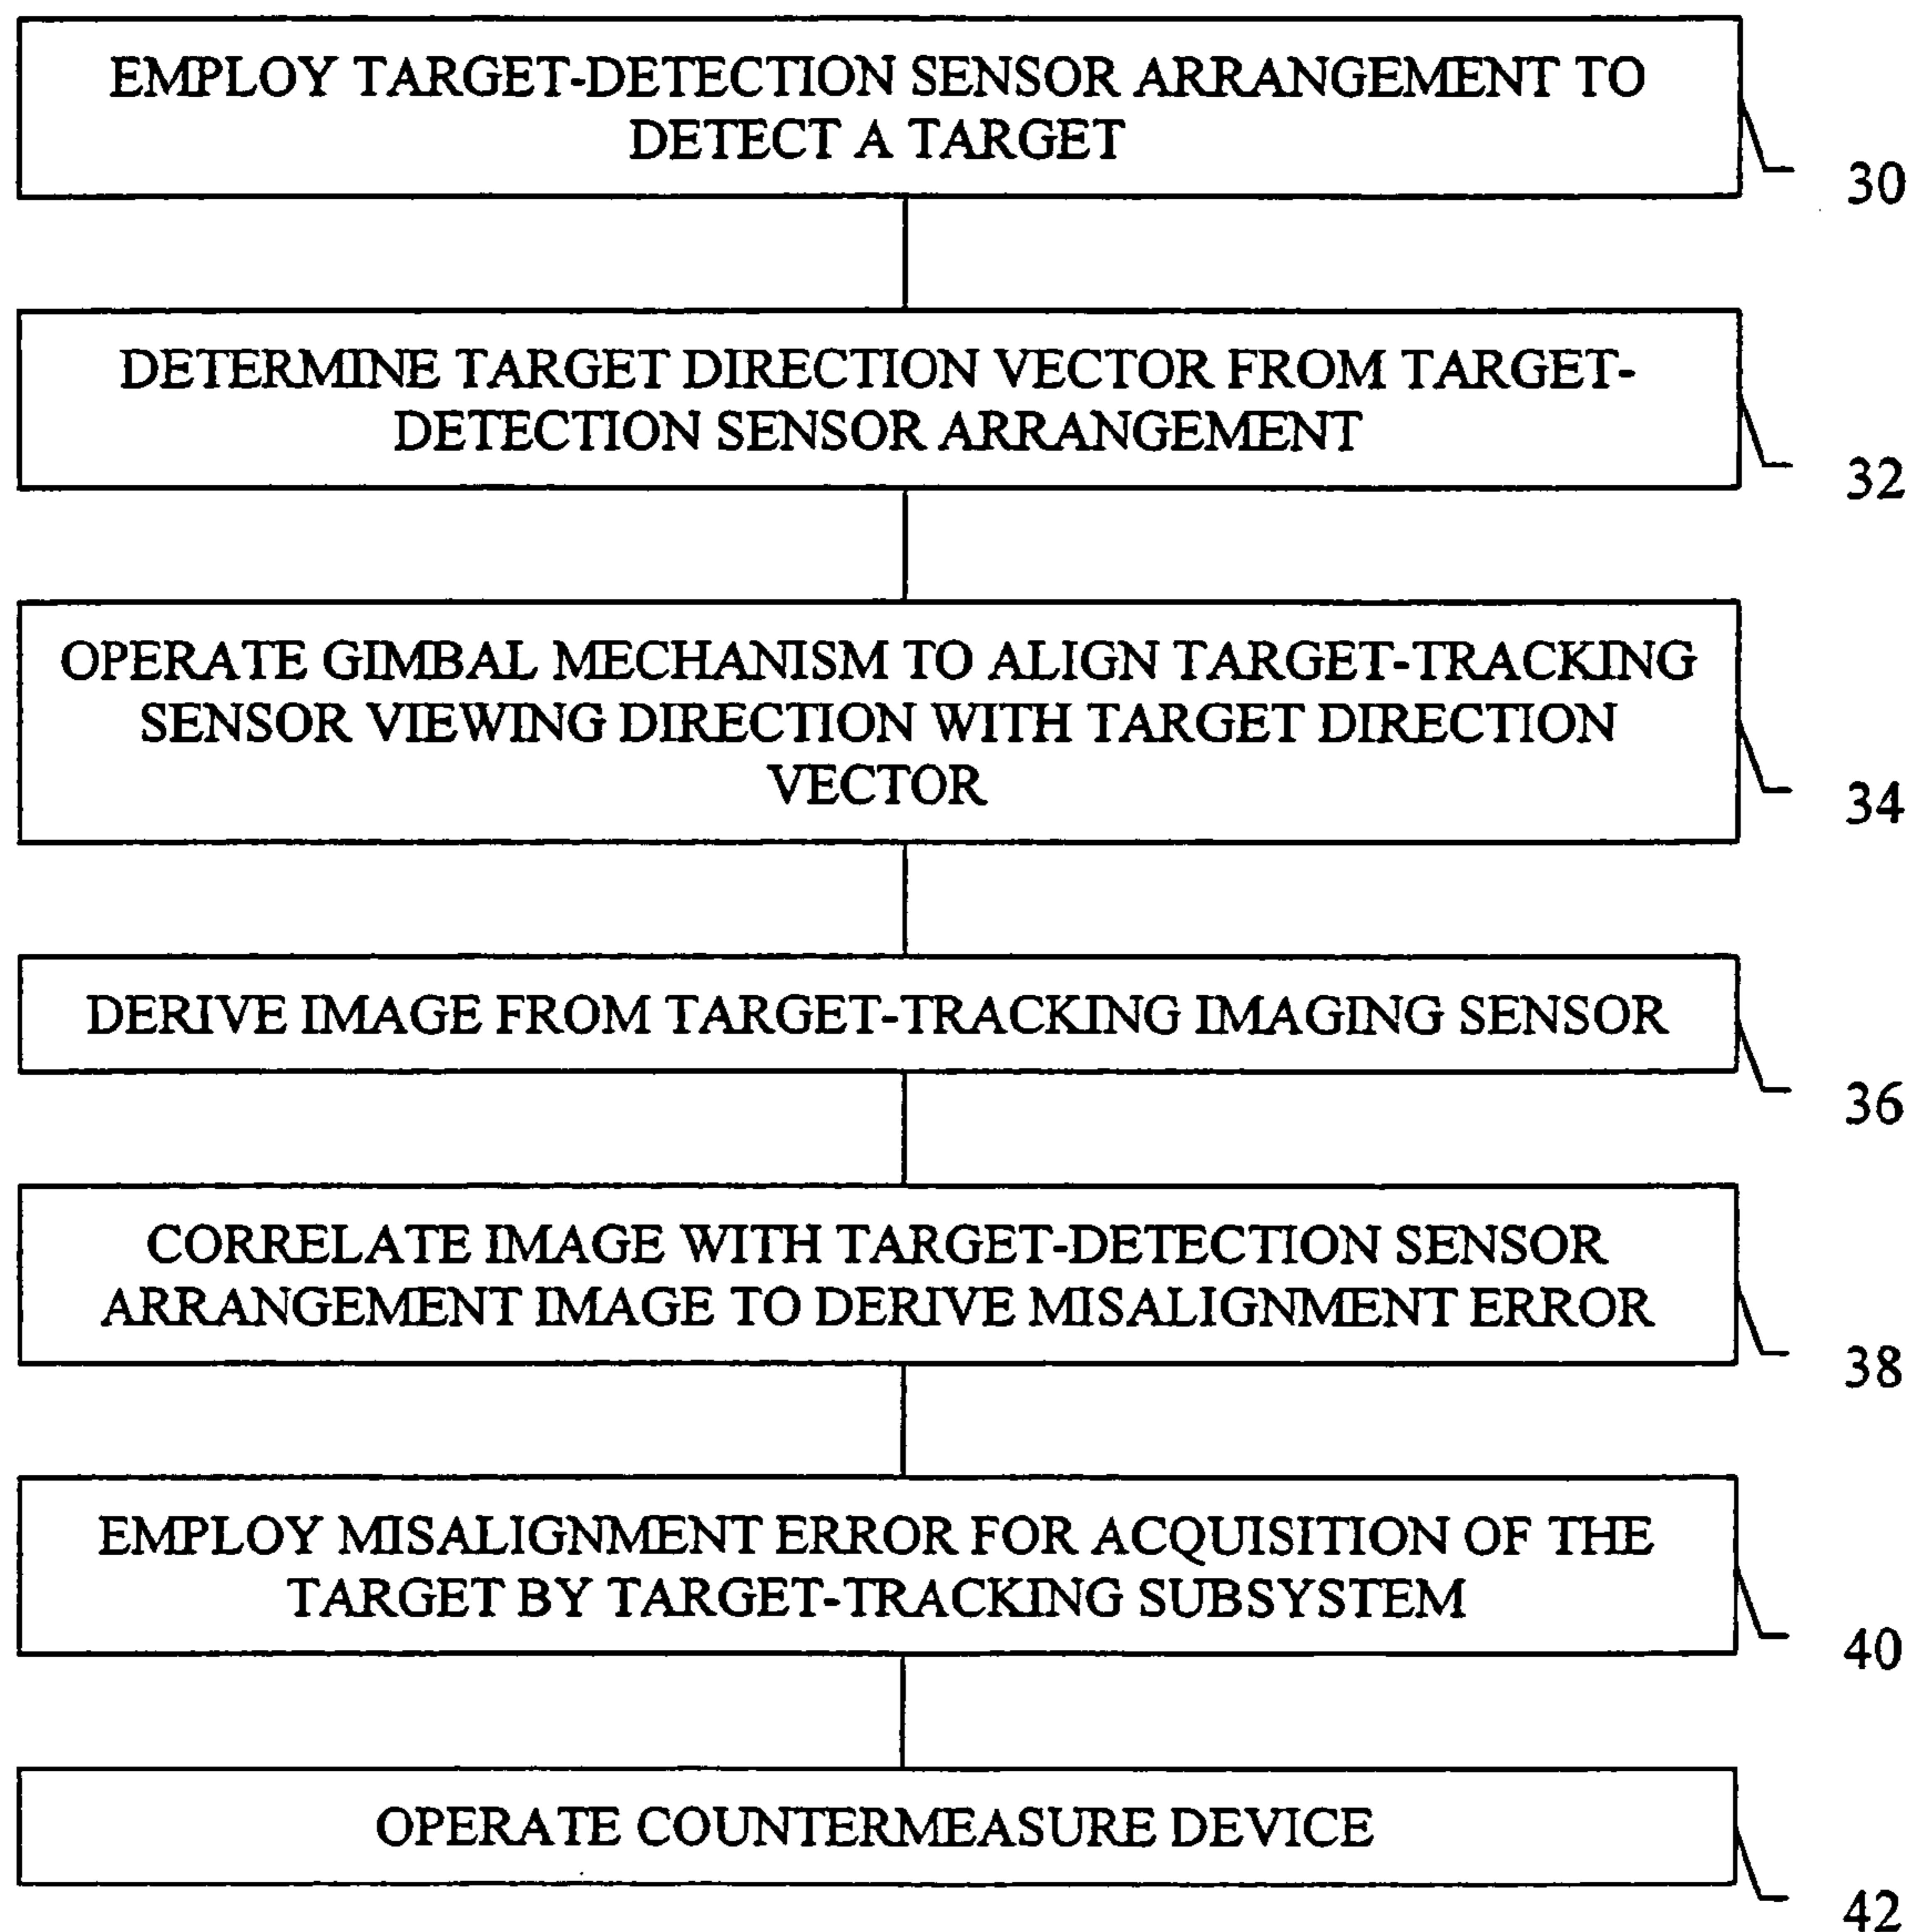 EMPLOY TARGET-DETECTION SENSOR ARRANGEMENT TO
DETECT A TARGET
30
DETERMINE TARGET DIRECTION VECTOR FROM TARGET-
DETECTION SENSOR ARRANGEMENT
32
OPERATE GIMBAL MECHANISM TO ALIGN TARGET-TRACKING
SENSOR VIEWING DIRECTION WITH TARGET DIRECTION
VECTOR
34
DERIVE IMAGE FROM TARGET-TRACKING IMAGING SENSOR
36
CORRELATE IMAGE WITH TARGET-DETECTION SENSOR
ARRANGEMENT IMAGE TO DERIVE MISALIGNMENT ERROR
38
EMPLOY MISALIGNMENT ERROR FOR ACQUISITION OF THE
TARGET BY TARGET-TRACKING SUBSYSTEM
40
OPERATE COUNTERMEASURE DEVICE
42